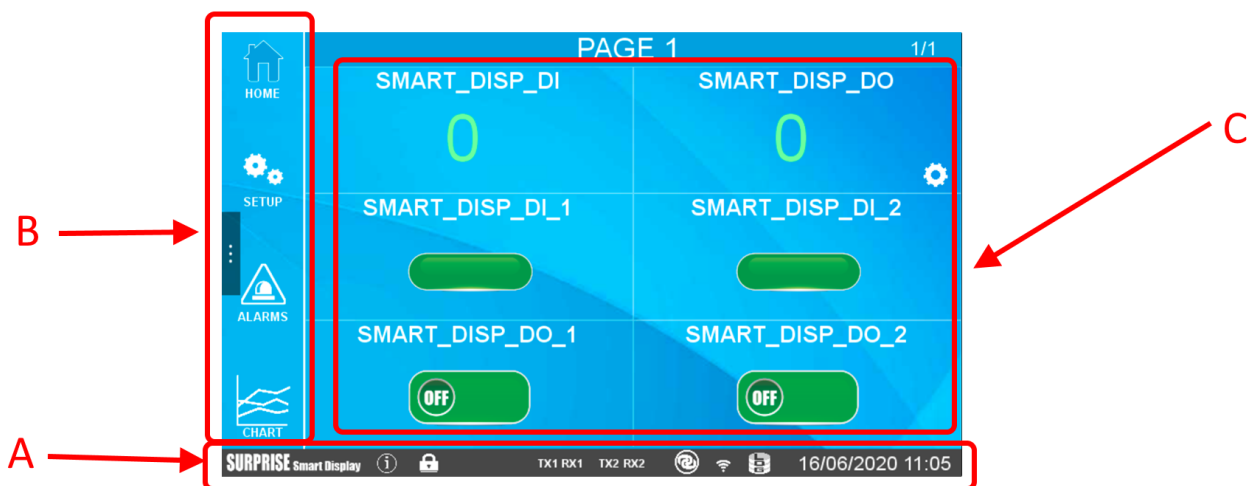 PAGE 1 1/1
HOME
SMART_DISP_DI SMART_DISP_DO
0 0
C
SETUP
SMART_DISP_DI_1 SMART_DISP_DI_2
B
ALARMS
SMART_DISP_DO_1 SMART_DISP_DO_2
OFF OFF
CHART
A
SURPRISE Smart Display i TX1 RX1 TX2 RX2 LOG 16/06/2020 11:05